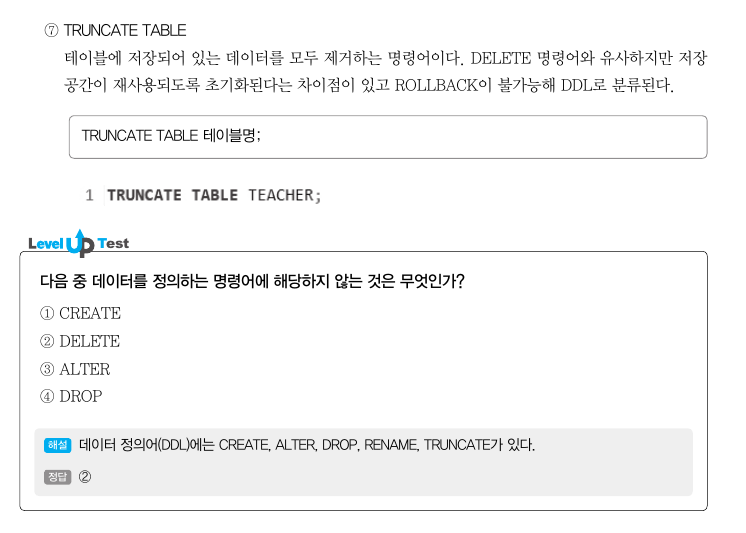 ⑦ TRUNCATE TABLE
테이블에 저장되어 있는 데이터를 모두 제거하는 명령어이다. DELETE 명령어와 유사하지만 저장
공간이 재사용되도록 초기화된다는 차이점이 있고 ROLLBACK이 불가능해 DDL로 분류된다.
TRUNCATE TABLE 테이블명;
1 TRUNCATE TABLE TEACHER;
Level Up Test
다음 중 데이터를 정의하는 명령어에 해당하지 않는 것은 무엇인가?
① CREATE
② DELETE
③ ALTER
④ DROP
해설 데이터 정의어(DDL)에는 CREATE, ALTER, DROP, RENAME, TRUNCATE가 있다.
정답 ②